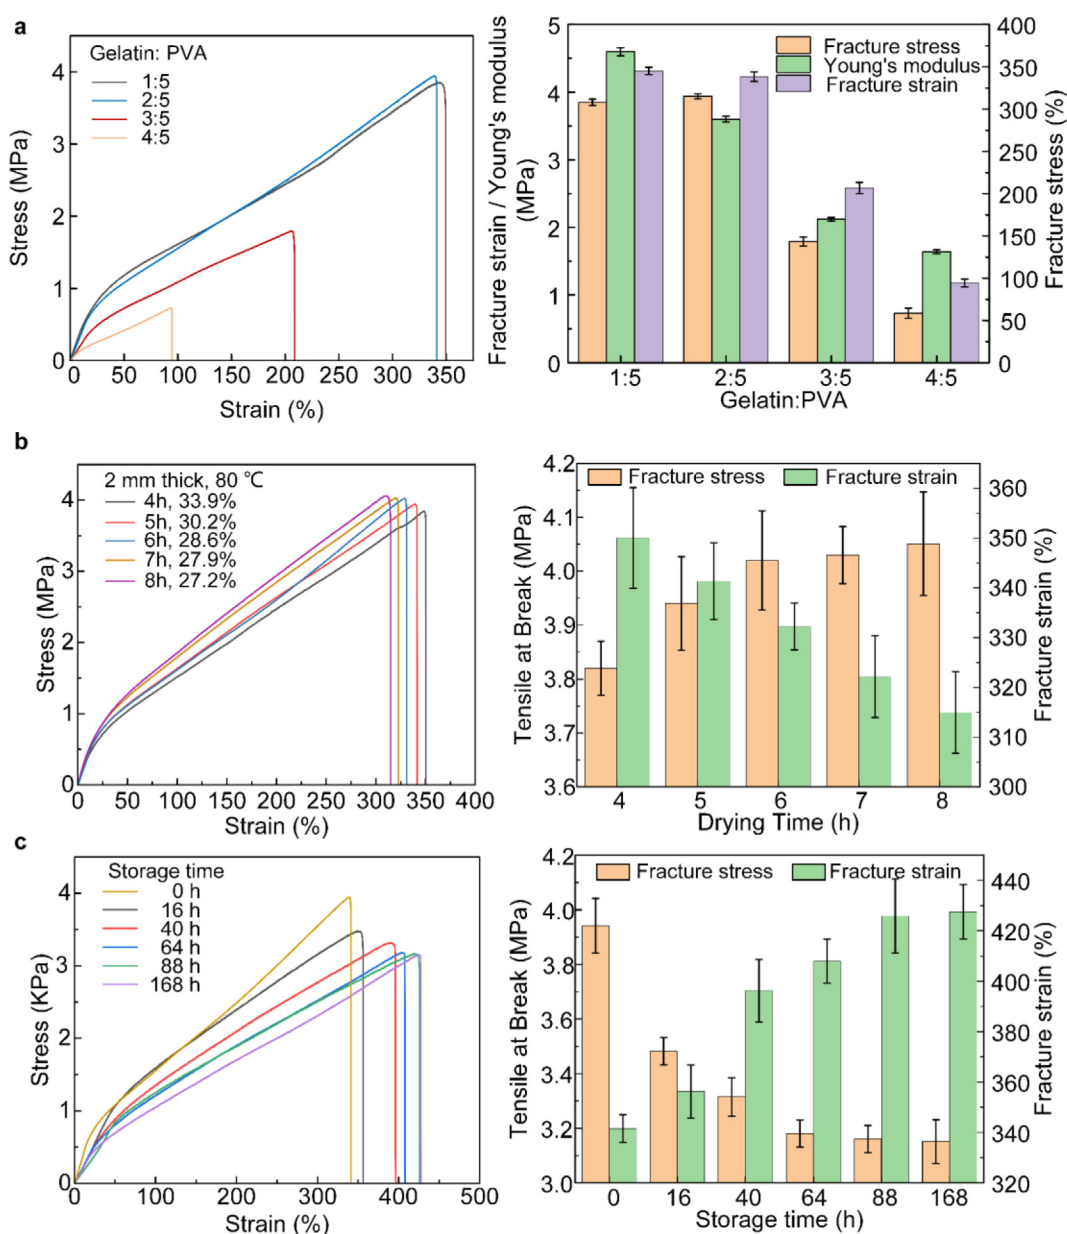 a
Gelatin: PVA
1:5
2:5
3:5
4:5
Stress (MPa)
4
3
2
1
0
0 50 100 150 200 250 300 350
Strain (%)
Fracture strain / Young's modulus
(MPa)
5
4
3
2
1
0
Fracture stress
Young's modulus
Fracture strain
400
350
300
250
200
150
100
50
0
Fracture stress (%)
1:5 2:5 3:5 4:5
Gelatin:PVA
b
2 mm thick, 80 ℃
4h, 33.9%
5h, 30.2%
6h, 28.6%
7h, 27.9%
8h, 27.2%
Stress (MPa)
4
3
2
1
0
0 50 100 150 200 250 300 350 400
Strain (%)
Tensile at Break (MPa)
4.2
4.1
4.0
3.9
3.8
3.7
3.6
Fracture stress Fracture strain
360
350
340
330
320
310
300
Fracture strain (%)
4 5 6 7 8
Drying Time (h)
c
Storage time
0 h
16 h
40 h
64 h
88 h
168 h
Stress (KPa)
4
3
2
1
0
0 100 200 300 400 500
Strain (%)
Tensile at Break (MPa)
4.2
4.0
3.8
3.6
3.4
3.2
3.0
Fracture stress Fracture strain
440
420
400
380
360
340
320
Fracture strain (%)
0 16 40 64 88 168
Storage time (h)